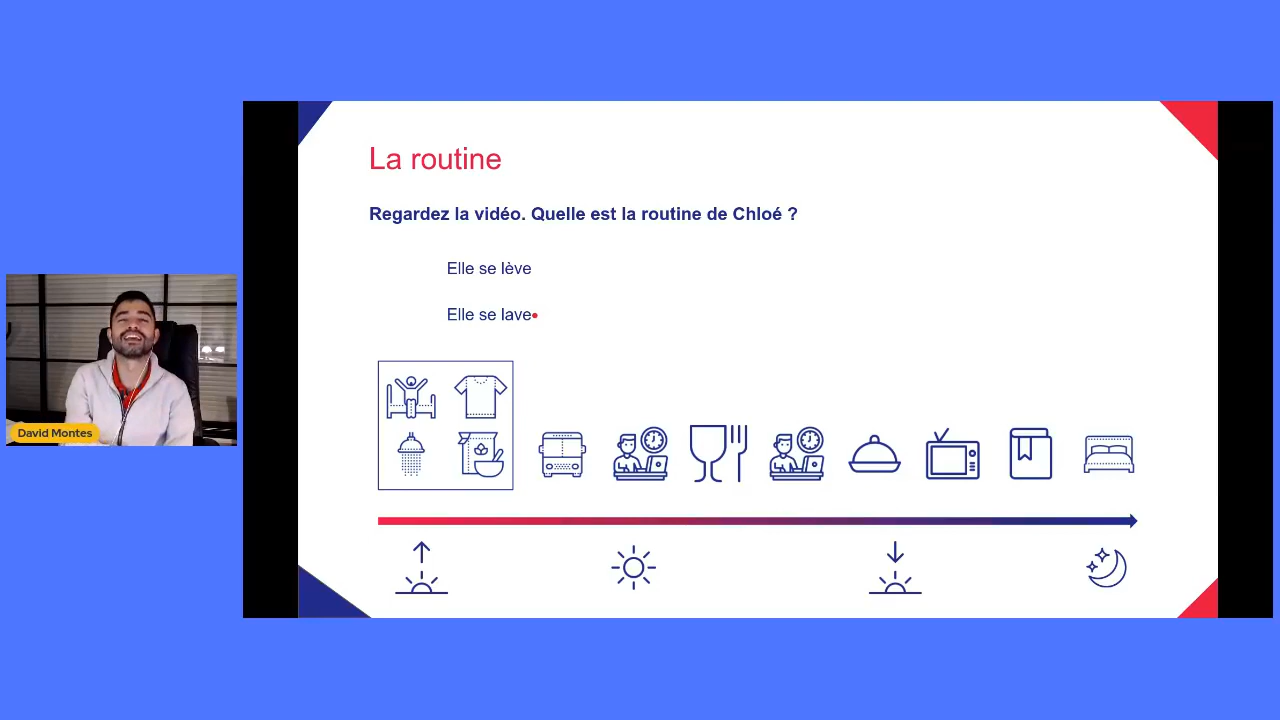 La routine
Regardez la vidéo. Quelle est la routine de Chloé ?
Elle se lève
Elle se lave
David Montes